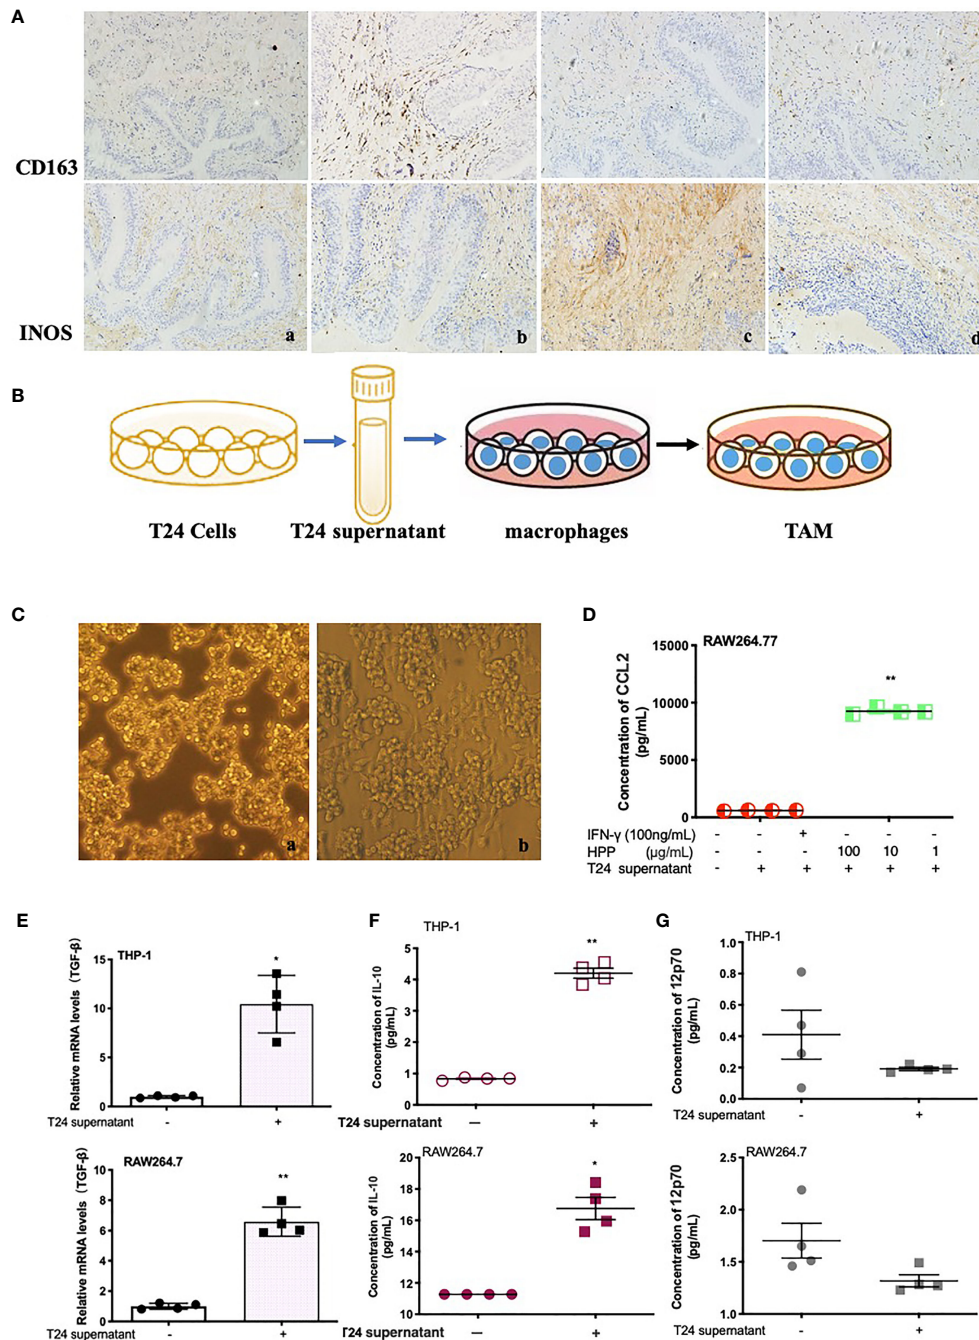 A
CD163
INOS
a
b
c
d
B
T24 Cells
T24 supernatant
macrophages
TAM
C
a
b
D
RAW264.77
Concentration of CCL2
(pg/mL)
15000
10000
5000
0
**
IFN-γ (100ng/mL) - - + - - -
HPP (μg/mL) - - - 100 10 1
T24 supernatant - + + + + +
E
THP-1
Relative mRNA levels (TGF-β)
15
10
5
0
*
T24 supernatant - +
RAW264.7
Relative mRNA levels (TGF-β)
8
6
4
2
0
**
T24 supernatant - +
F
THP-1
Concentration of IL-10
(pg/mL)
6
4
2
1
0
**
T24 supernatant — +
RAW264.7
Concentration of IL-10
(pg/mL)
18
16
14
12
10
*
T24 supernatant — +
G
THP-1
Concentration of 12p70
(pg/mL)
1.0
0.8
0.6
0.4
0.2
0.0
T24 supernatant - +
RAW264.7
Concentration of 12p70
(pg/mL)
2.5
2.0
1.5
1.0
T24 supernatant - +